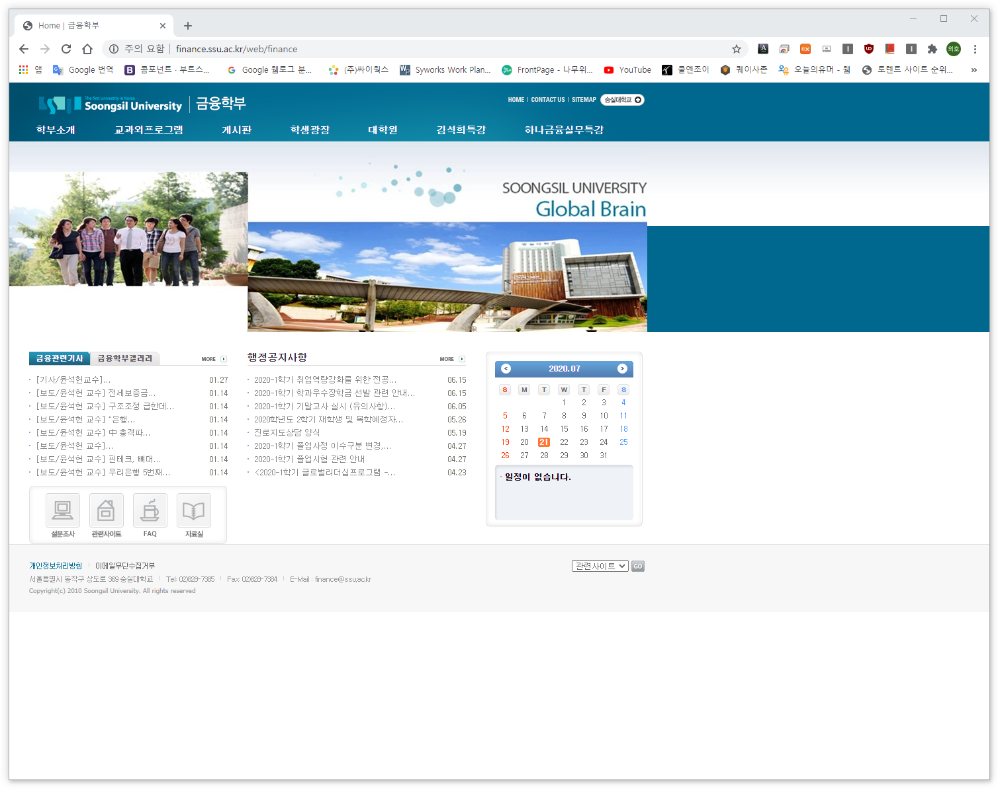 Home | 금융학부
주의 요함 | finance.ssu.ac.kr/web/finance
의호
앱 Google 번역 콤포넌트 · 부트스... Google 웹로그 분... (주)싸이웍스 Syworks Work Plan... FrontPage - 나무위... YouTube 쿨엔조이 퀘이사존 오늘의유머 - 웹 토렌트 사이트 순위... »
The first University in Korea
Soongsil University 금융학부
HOME | CONTACT US | SITEMAP 숭실대학교
학부소개 교과외프로그램 게시판 학생광장 대학원 김석희특강 하나금융실무특강
SOONGSIL UNIVERSITY
Global Brain
금융관련기사 금융학부갤러리 MORE
[기사/윤석헌교수]... 01.27
[보도/윤석헌 교수] 전세보증금... 01.14
[보도/윤석헌 교수] 구조조정 급한데... 01.14
[보도/윤석헌 교수] "은행... 01.14
[보도/윤석헌 교수] 中 충격파... 01.14
[보도/윤석헌 교수]... 01.14
[보도/윤석헌 교수] 핀테크, 뼈대... 01.14
[보도/윤석헌 교수] 우리은행 5번째... 01.14
행정공지사항 MORE
2020-1학기 취업역량강화를 위한 전공... 06.15
2020-1학기 학과우수장학금 선발 관련 안내... 06.15
2020-1학기 기말고사 실시 (유의사항)... 06.05
2020학년도 2학기 재학생 및 복학예정자... 05.26
진로지도상담 양식 05.19
2020-1학기 졸업사정 이수구분 변경,... 04.27
2020-1학기 졸업시험 관련 안내 04.27
<2020-1학기 글로벌리더십프로그램 -... 04.23
2020.07
S M T W T F S
1 2 3 4
5 6 7 8 9 10 11
12 13 14 15 16 17 18
19 20 21 22 23 24 25
26 27 28 29 30 31
일정이 없습니다.
설문조사 관련사이트 FAQ 자료실
개인정보처리방침 | 이메일무단수집거부
관련사이트 GO
서울특별시 동작구 상도로 369 숭실대학교 | Tel: 02)829-7385 | Fax: 02)829-7384 | E-Mail : finance@ssu.ac.kr
Copyright(c) 2010 Soongsil University. All rights reserved